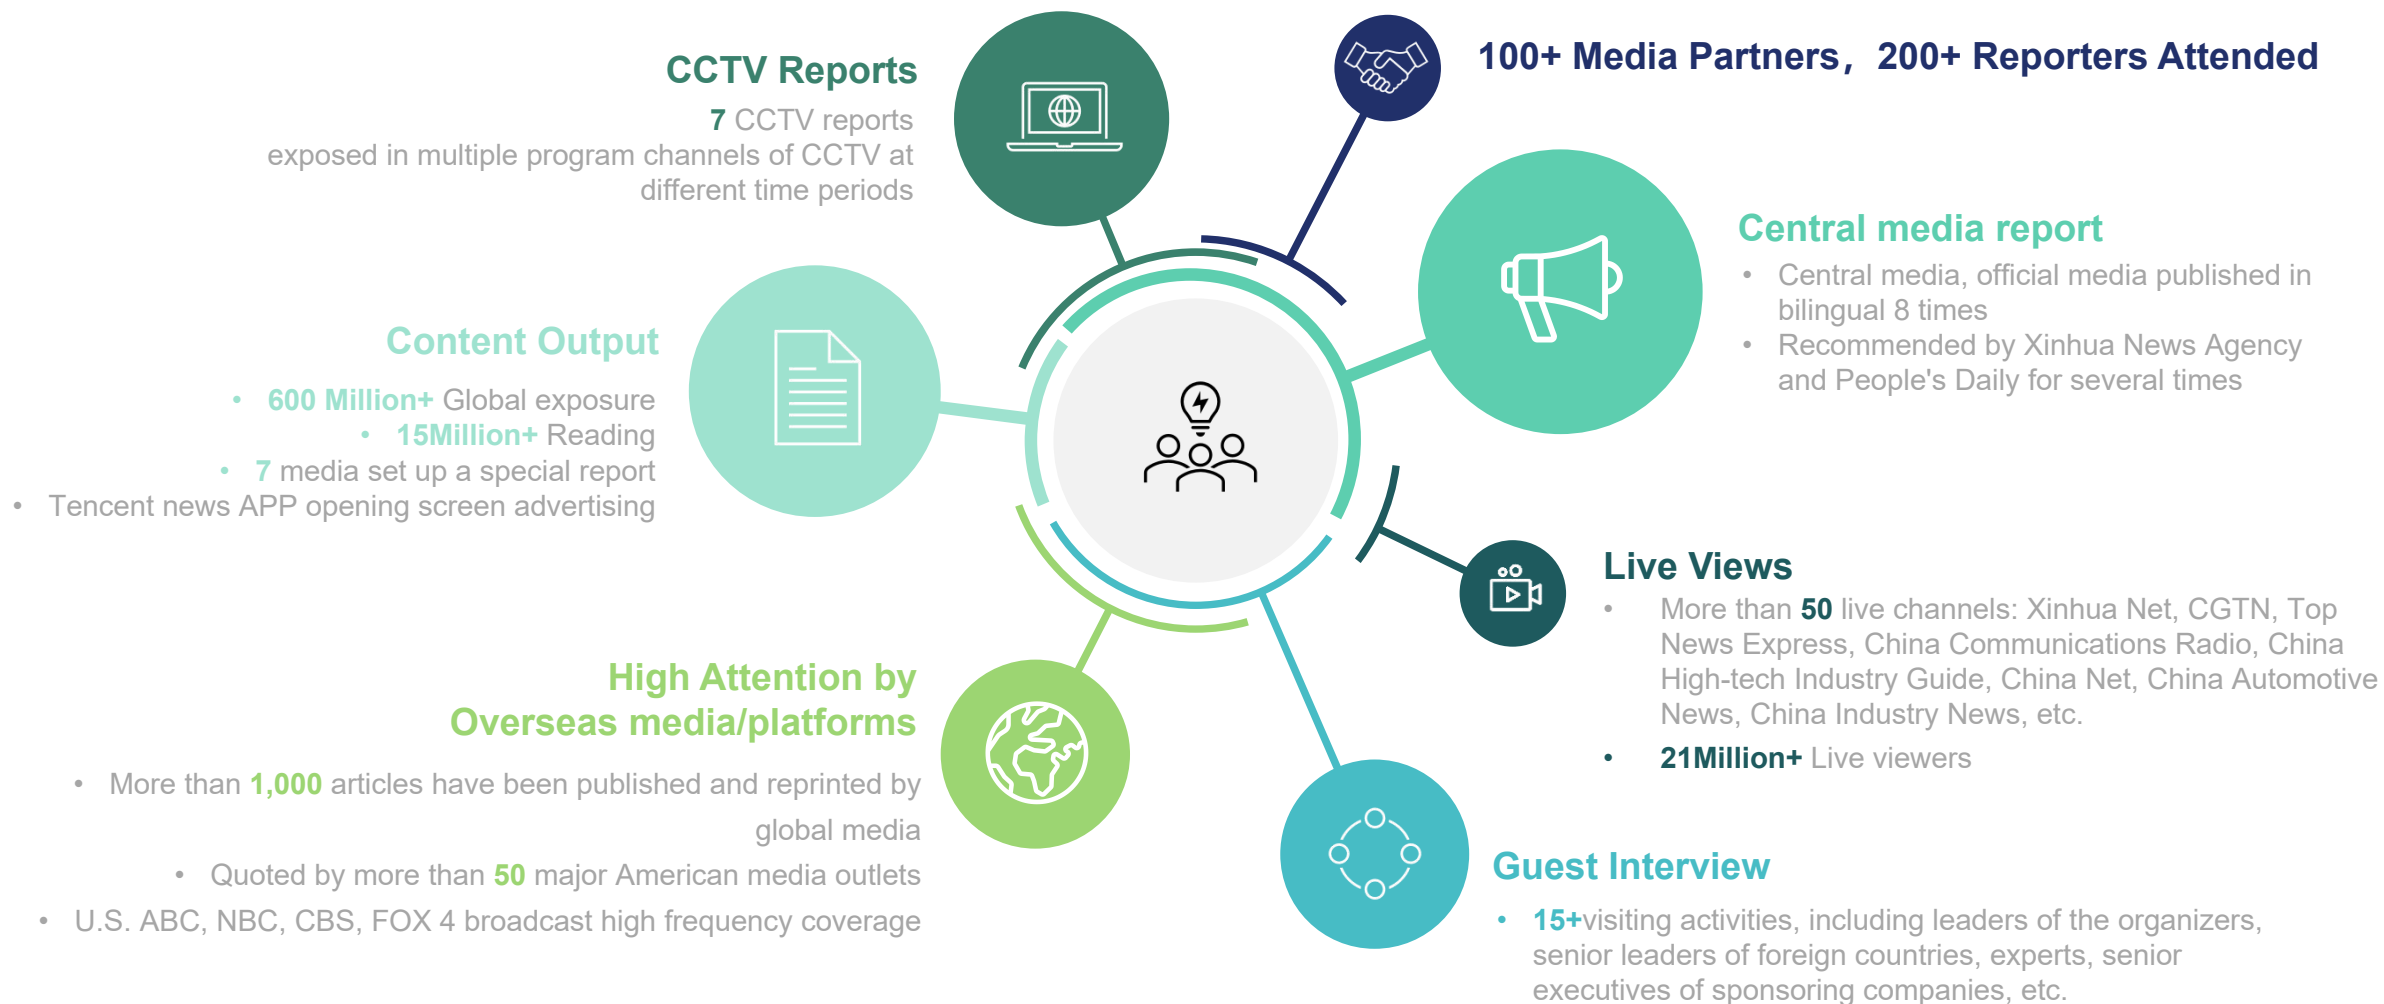 CCTV Reports
7 CCTV reports
exposed in multiple program channels of CCTV at
different time periods
100+ Media Partners，200+ Reporters Attended
Central media report
• Central media, official media published in
bilingual 8 times
• Recommended by Xinhua News Agency
and People's Daily for several times
Content Output
• 600 Million+ Global exposure
• 15Million+ Reading
• 7 media set up a special report
• Tencent news APP opening screen advertising
Live Views
• More than 50 live channels: Xinhua Net, CGTN, Top
News Express, China Communications Radio, China
High-tech Industry Guide, China Net, China Automotive
News, China Industry News, etc.
• 21Million+ Live viewers
High Attention by
Overseas media/platforms
• More than 1,000 articles have been published and reprinted by
global media
• Quoted by more than 50 major American media outlets
• U.S. ABC, NBC, CBS, FOX 4 broadcast high frequency coverage
Guest Interview
• 15+visiting activities, including leaders of the organizers,
senior leaders of foreign countries, experts, senior
executives of sponsoring companies, etc.